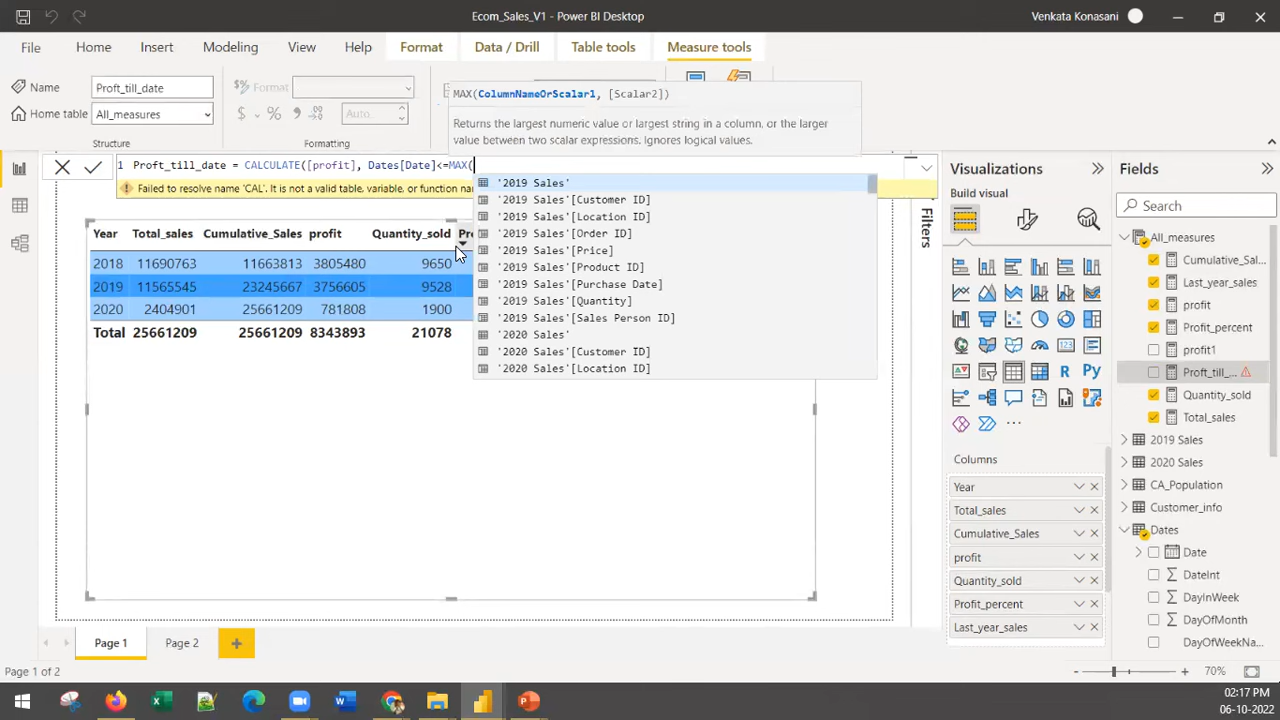 Ecom_Sales_V1 - Power BI Desktop
Venkata Konasani
File Home Insert Modeling View Help Format Data / Drill Table tools Measure tools
Name Proft_till_date
Home table All_measures
Structure
Format
$ % Auto...
Formatting
MAX(ColumnNameOrScalar1, [Scalar2])
Returns the largest numeric value or largest string in a column, or the larger
value between two scalar expressions. Ignores logical values.
1 Proft_till_date = CALCULATE([profit], Dates[Date]<=MAX(
Failed to resolve name 'CAL'. It is not a valid table, variable, or function
'2019 Sales'
'2019 Sales'[Customer ID]
'2019 Sales'[Location ID]
'2019 Sales'[Order ID]
'2019 Sales'[Price]
'2019 Sales'[Product ID]
'2019 Sales'[Purchase Date]
'2019 Sales'[Quantity]
'2019 Sales'[Sales Person ID]
'2020 Sales'
'2020 Sales'[Customer ID]
'2020 Sales'[Location ID]
Year Total_sales Cumulative_Sales profit Quantity_sold
2018 11690763 11663813 3805480 9650
2019 11565545 23245667 3756605 9528
2020 2404901 25661209 781808 1900
Total 25661209 25661209 8343893 21078
Filters
Visualizations
Build visual
R
Py
123
...
Columns
Year
Total_sales
Cumulative_Sales
profit
Quantity_sold
Profit_percent
Last_year_sales
Fields
Search
All_measures
Cumulative_Sal...
Last_year_sales
profit
Profit_percent
profit1
Proft_till_...
Quantity_sold
Total_sales
2019 Sales
2020 Sales
CA_Population
Customer_info
Dates
Date
DateInt
DayInWeek
DayOfMonth
DayOfWeekNa...
Page 1 Page 2
Page 1 of 2
70%
02:17 PM
06-10-2022